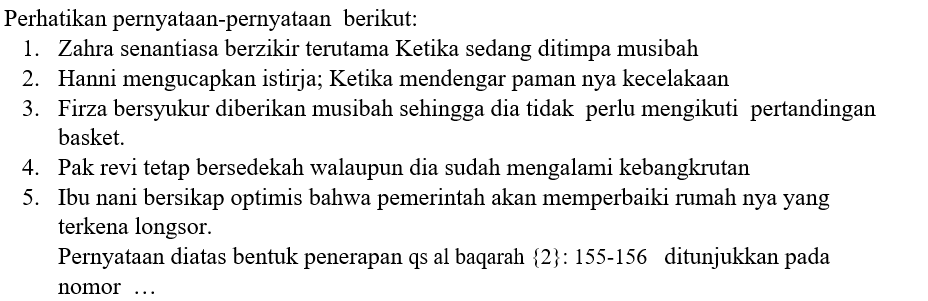 Perhatikan pernyataan-pernyataan berikut:
1. Zahra senantiasa berzikir terutama Ketika sedang ditimpa musibah
2. Hanni mengucapkan istirja; Ketika mendengar paman nya kecelakaan
3. Firza bersyukur diberikan musibah sehingga dia tidak perlu mengikuti pertandingan
basket.
4. Pak revi tetap bersedekah walaupun dia sudah mengalami kebangkrutan
5. Ibu nani bersikap optimis bahwa pemerintah akan memperbaiki rumah nya yang
terkena longsor.
Pernyataan diatas bentuk penerapan qs al baqarah {2}: 155-156 ditunjukkan pada
nomor …